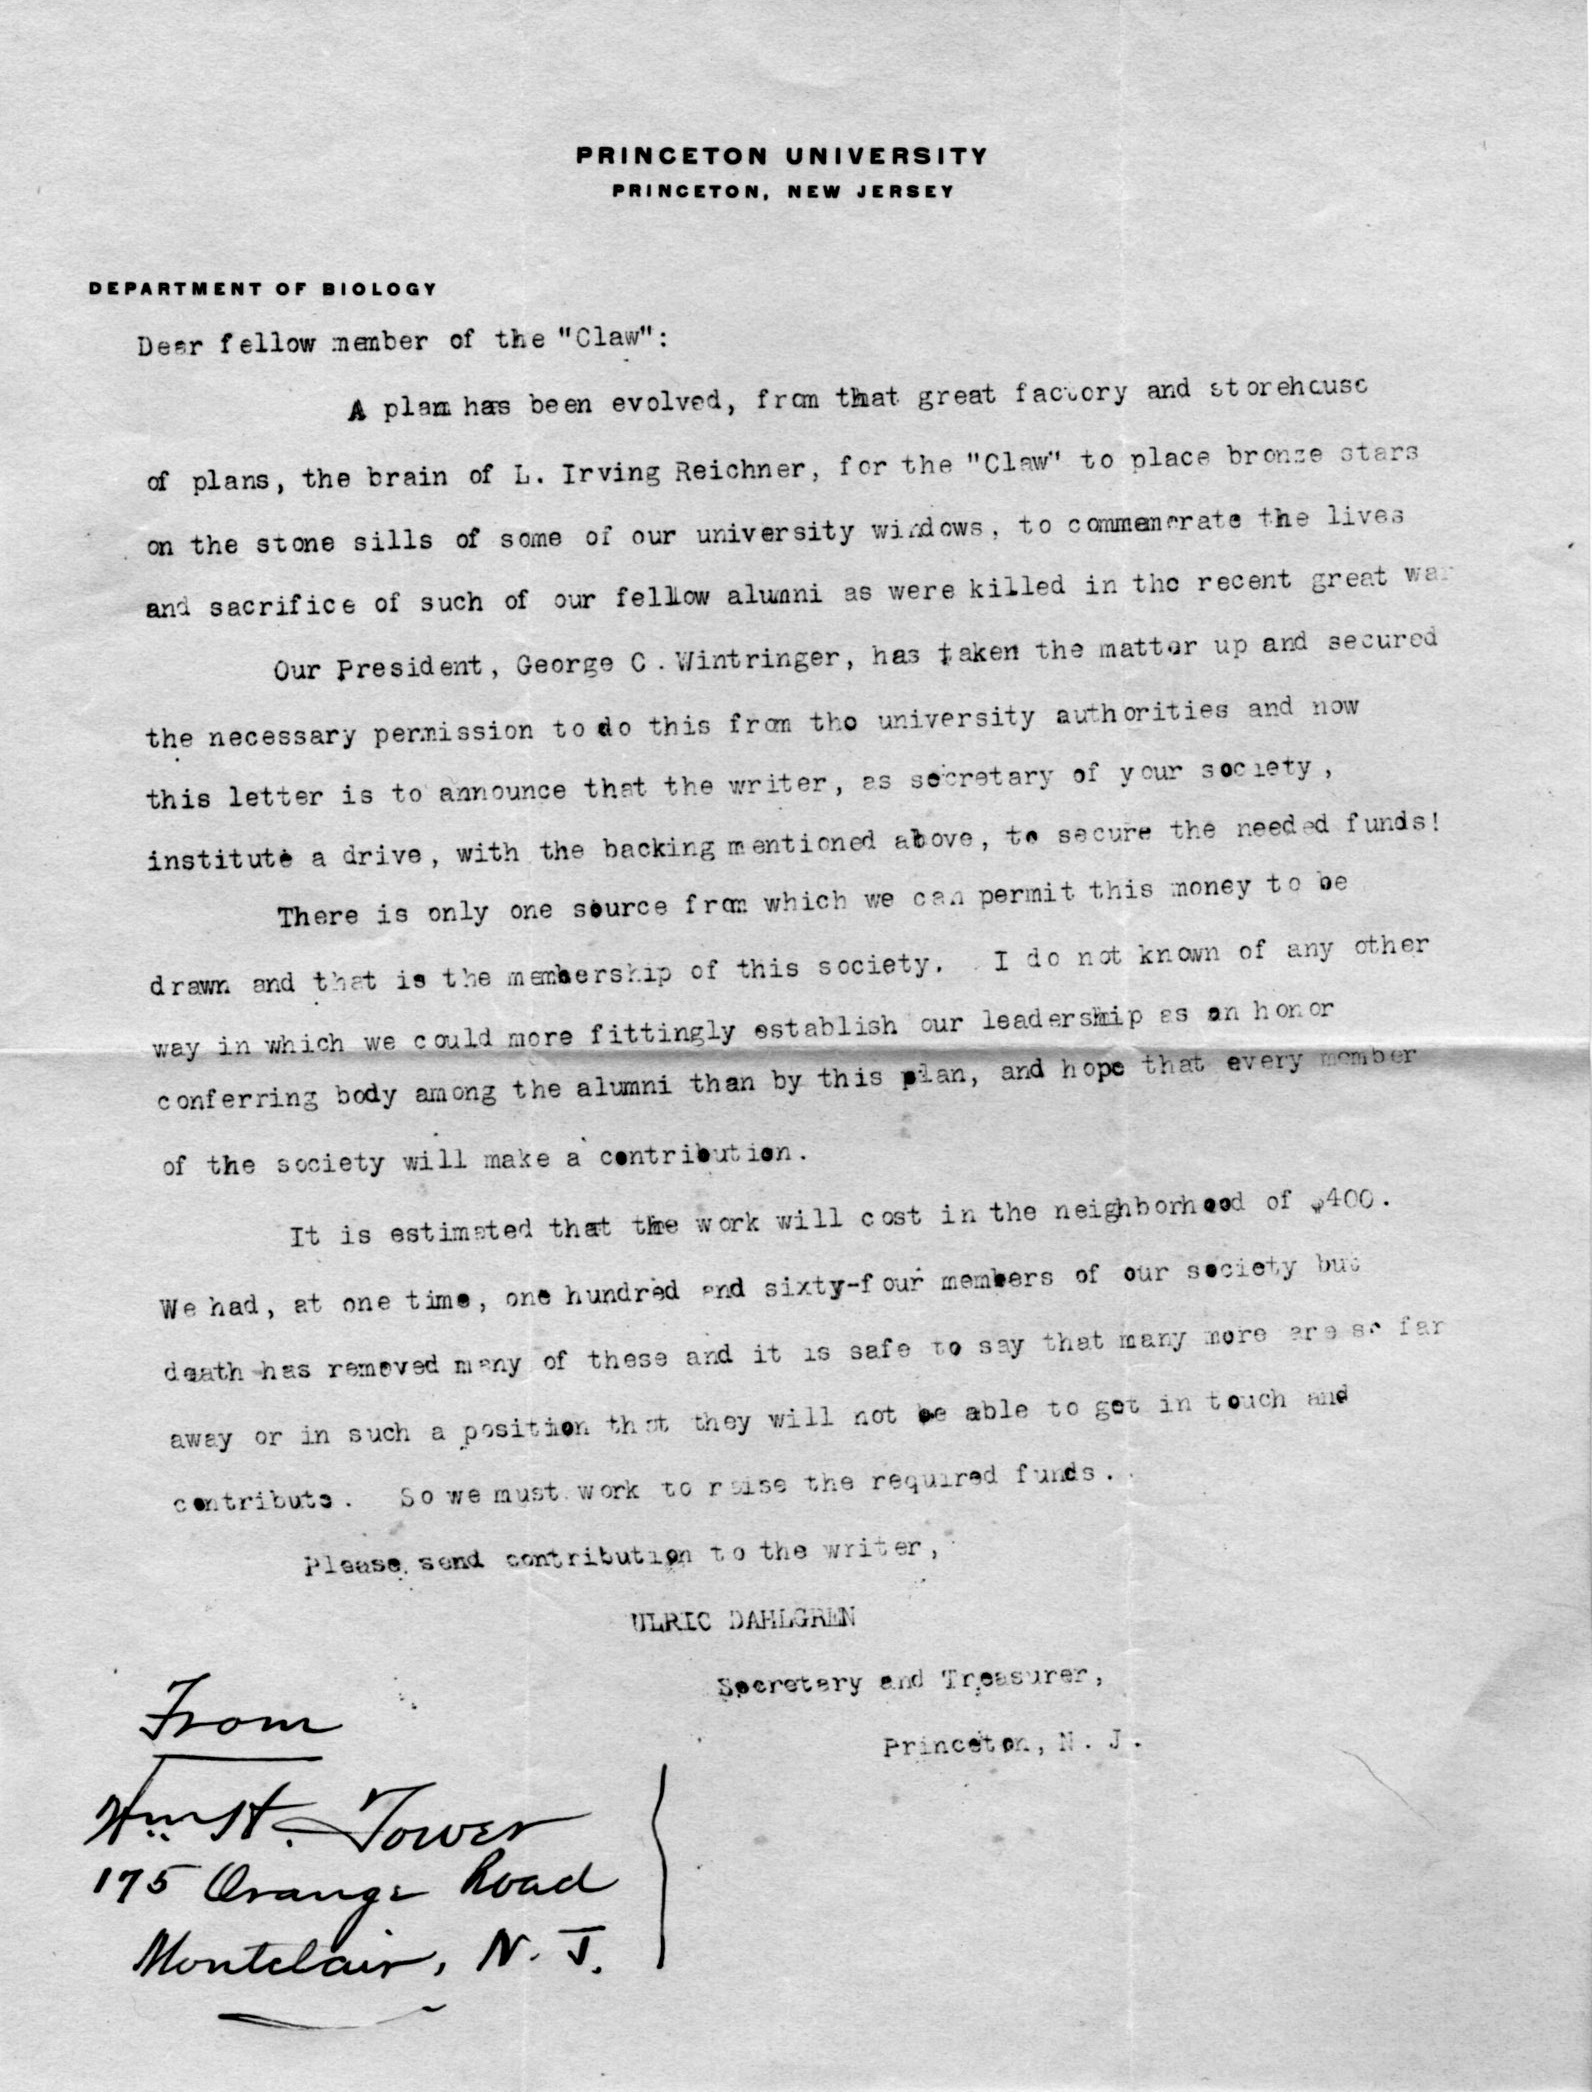 PRINCETON UNIVERSITY
PRINCETON, NEW JERSEY
DEPARTMENT OF BIOLOGY
Dear fellow member of the "Claw":
A plan has been evolved, from that great factory and storehouse
of plans, the brain of L. Irving Reichner, for the "Claw" to place bronze stars
on the stone sills of some of our university windows, to commemorate the lives
and sacrifice of such of our fellow alumni as were killed in the recent great war
Our President, George C. Wintringer, has taken the matter up and secured
the necessary permission to do this from the university authorities and now
this letter is to announce that the writer, as secretary of your society,
institute a drive, with the backing mentioned above, to secure the needed funds!
There is only one source from which we can permit this money to be
drawn and that is the membership of this society. I do not known of any other
way in which we could more fittingly establish our leadership as an honor
conferring body among the alumni than by this plan, and hope that every member
of the society will make a contribution.
It is estimated that the work will cost in the neighborhood of $400.
We had, at one time, one hundred and sixty-four members of our society but
death has removed many of these and it is safe to say that many more are so far
away or in such a position that they will not be able to get in touch and
contribute. So we must work to raise the required funds.
Please send contribution to the writer,
ULRIC DAHLGREN
Secretary and Treasurer,
Princeton, N. J.
From
Wm H. Tower
175 Orange Road
Montclair, N. J.